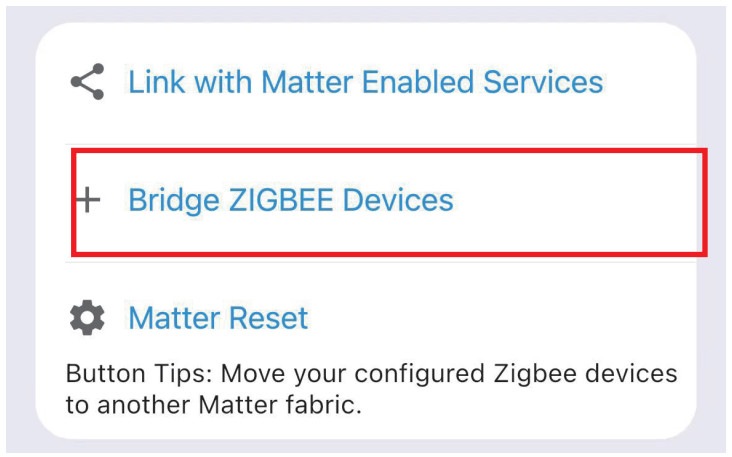 Link with Matter Enabled Services
Bridge ZIGBEE Devices
Matter Reset
Button Tips: Move your configured Zigbee devices
to another Matter fabric.